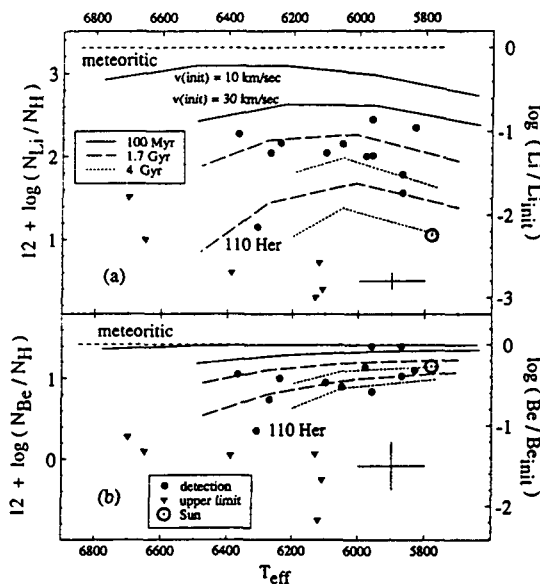 6800 6600 6400 6200 6000 5800
meteoritic
v(init) = 10 km/sec
v(init) = 30 km/sec
100 Myr
1.7 Gyr
4 Gyr
110 Her
(a)
3
2
1
12 + log (N_Li / N_H)
0
-1
-2
-3
log (Li / Li_init)
meteoritic
(b)
110 Her
1
0
12 + log (N_Be / N_H)
0
-1
-2
log (Be / Be_init)
detection
upper limit
Sun
6800 6600 6400 6200 6000 5800
T_eff